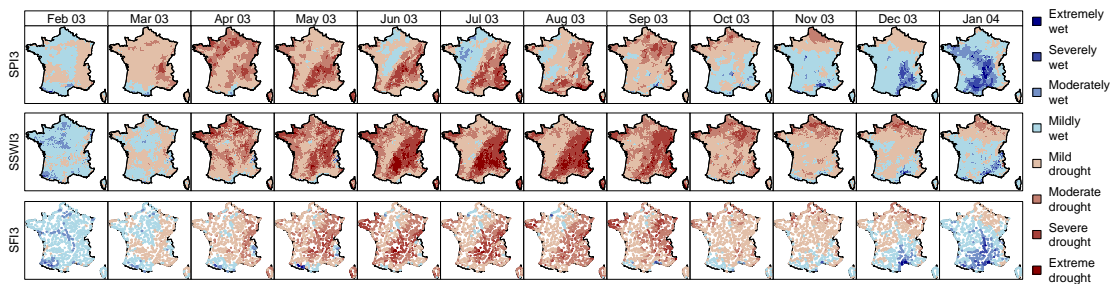 Feb 03 Mar 03 Apr 03 May 03 Jun 03 Jul 03 Aug 03 Sep 03 Oct 03 Nov 03 Dec 03 Jan 04
SPI3
SSWI3
SFI3
Extremely
wet
Severely
wet
Moderately
wet
Mildly
wet
Mild
drought
Moderate
drought
Severe
drought
Extreme
drought